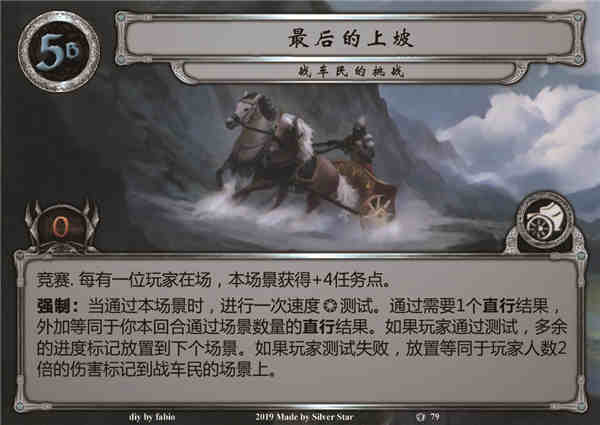 5B
最后的上坡
战车民的挑战
0
竞赛. 每有一位玩家在场，本场景获得+4任务点。
强制：当通过本场景时，进行一次速度测试。通过需要1个直行结果，
外加等同于你本回合通过场景数量的直行结果。如果玩家通过测试，多余
的进度标记放置到下个场景。如果玩家测试失败，放置等同于玩家人数2
倍的伤害标记到战车民的场景上。
diy by fabio
2019 Made by Silver Star
79